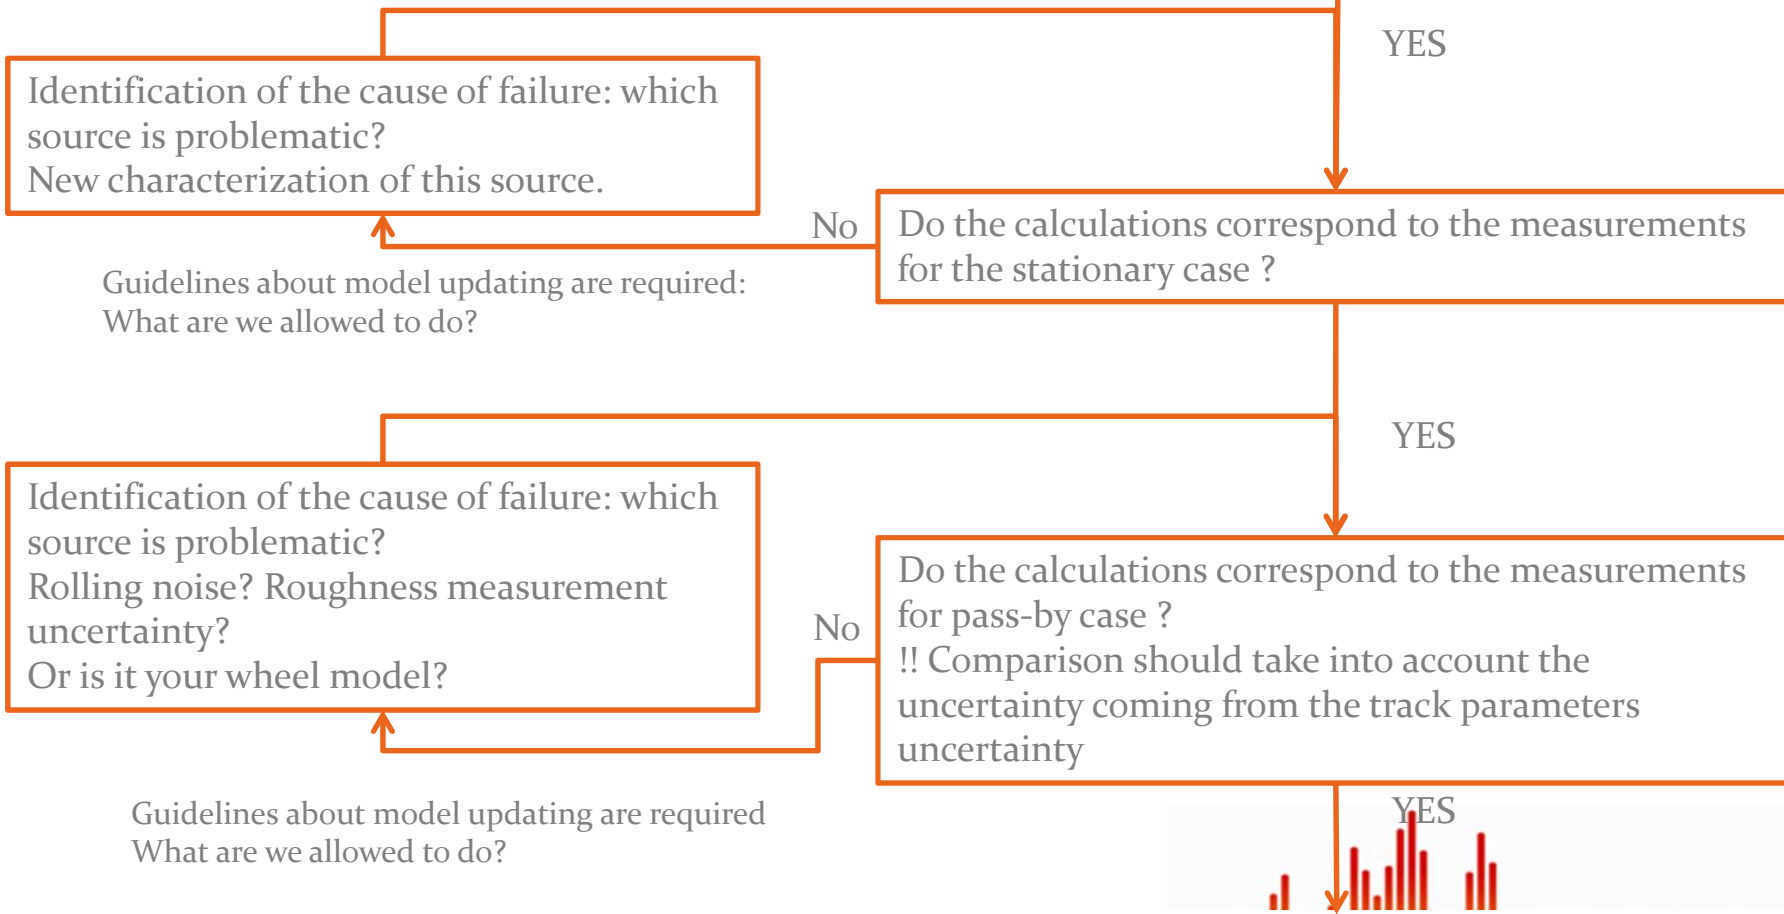 YES
Identification of the cause of failure: which
source is problematic?
New characterization of this source.
No
Do the calculations correspond to the measurements
for the stationary case ?
Guidelines about model updating are required:
What are we allowed to do?
YES
Identification of the cause of failure: which
source is problematic?
Rolling noise? Roughness measurement
uncertainty?
Or is it your wheel model?
No
Do the calculations correspond to the measurements
for pass-by case ?
!! Comparison should take into account the
uncertainty coming from the track parameters
uncertainty
Guidelines about model updating are required
What are we allowed to do?
YES